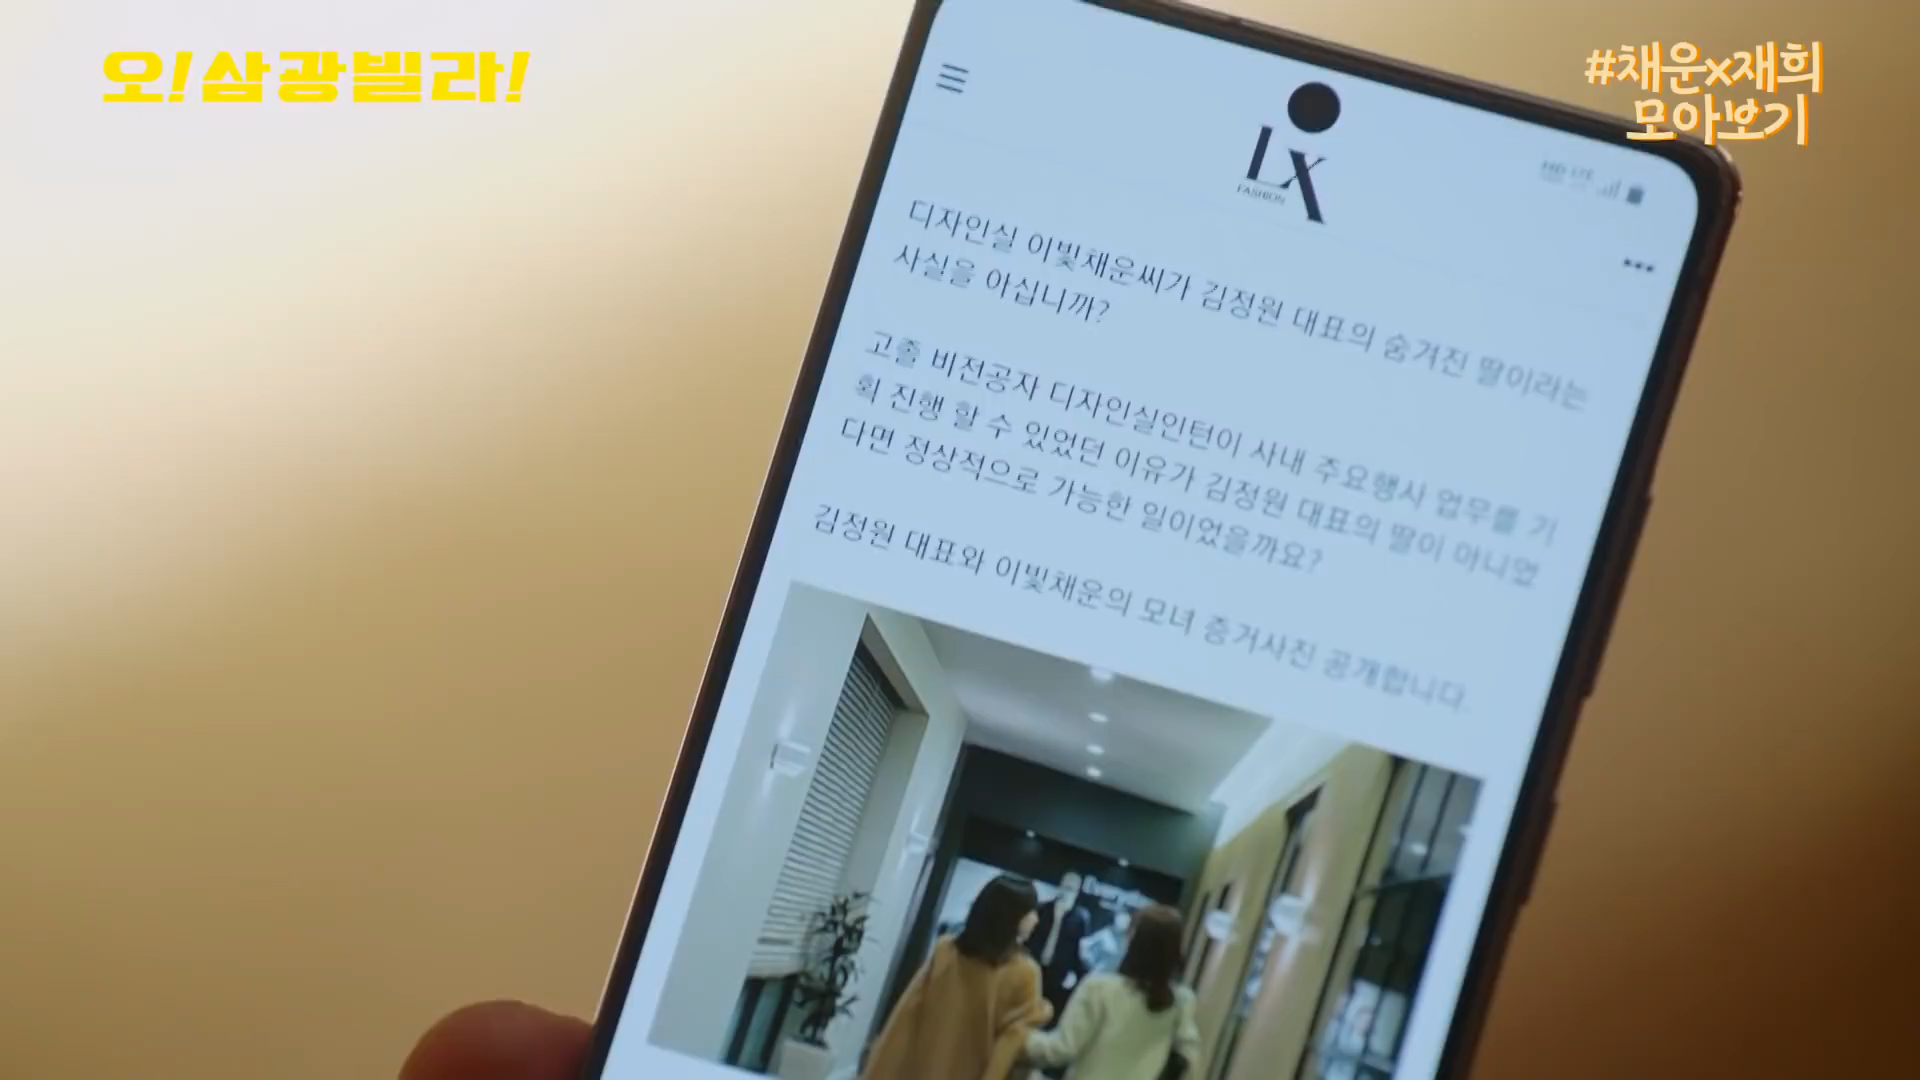 오!삼광빌라!
#채운x재희
모아보기
LX
FASHION
디자인실 이빛채운씨가 김정원 대표의 숨겨진 딸이라는
사실을 아십니까?
고졸 비전공자 디자인실인턴이 사내 주요행사 업무를 기
획 진행 할 수 있었던 이유가 김정원 대표의 딸이 아니었
다면 정상적으로 가능한 일이었을까요?
김정원 대표와 이빛채운의 모녀 증거사진 공개합니다